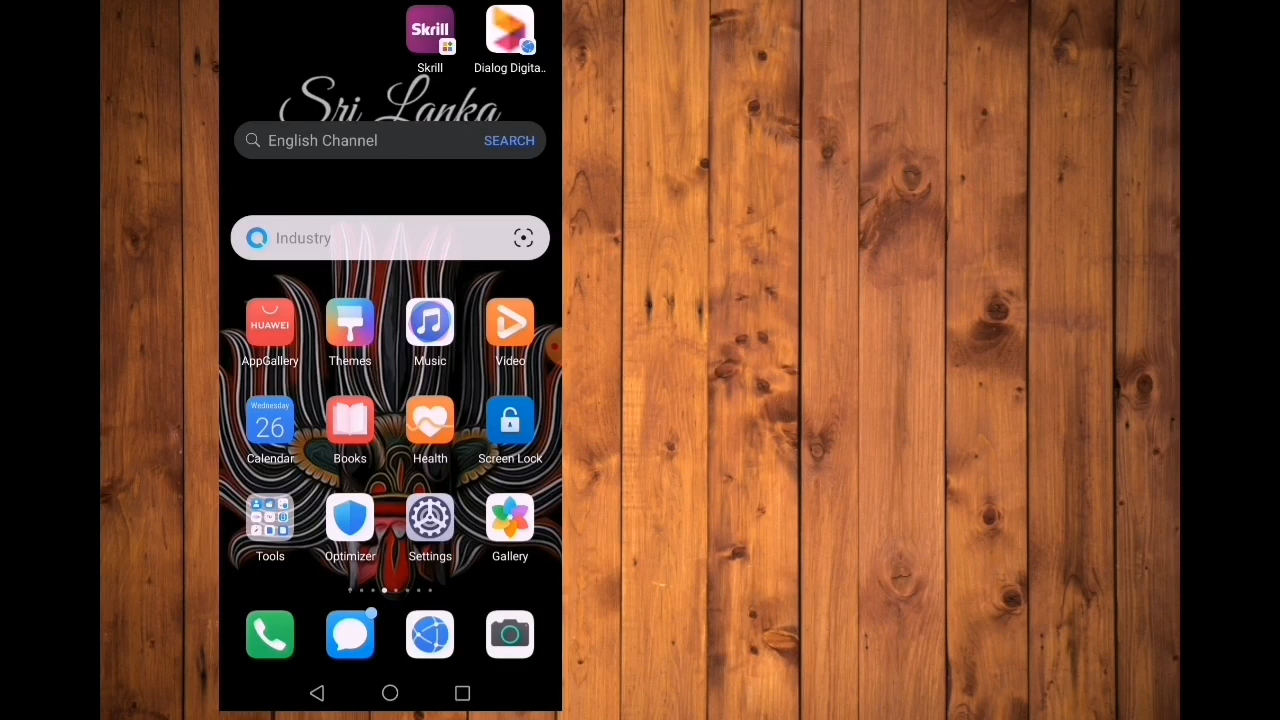 Skrill
Skrill
Dialog Digita..
Sri Lanka
English Channel
SEARCH
Industry
HUAWEI
AppGallery
Themes
Music
Video
Wednesday
26
Calendar
Books
Health
Screen Lock
Tools
Optimizer
Settings
Gallery